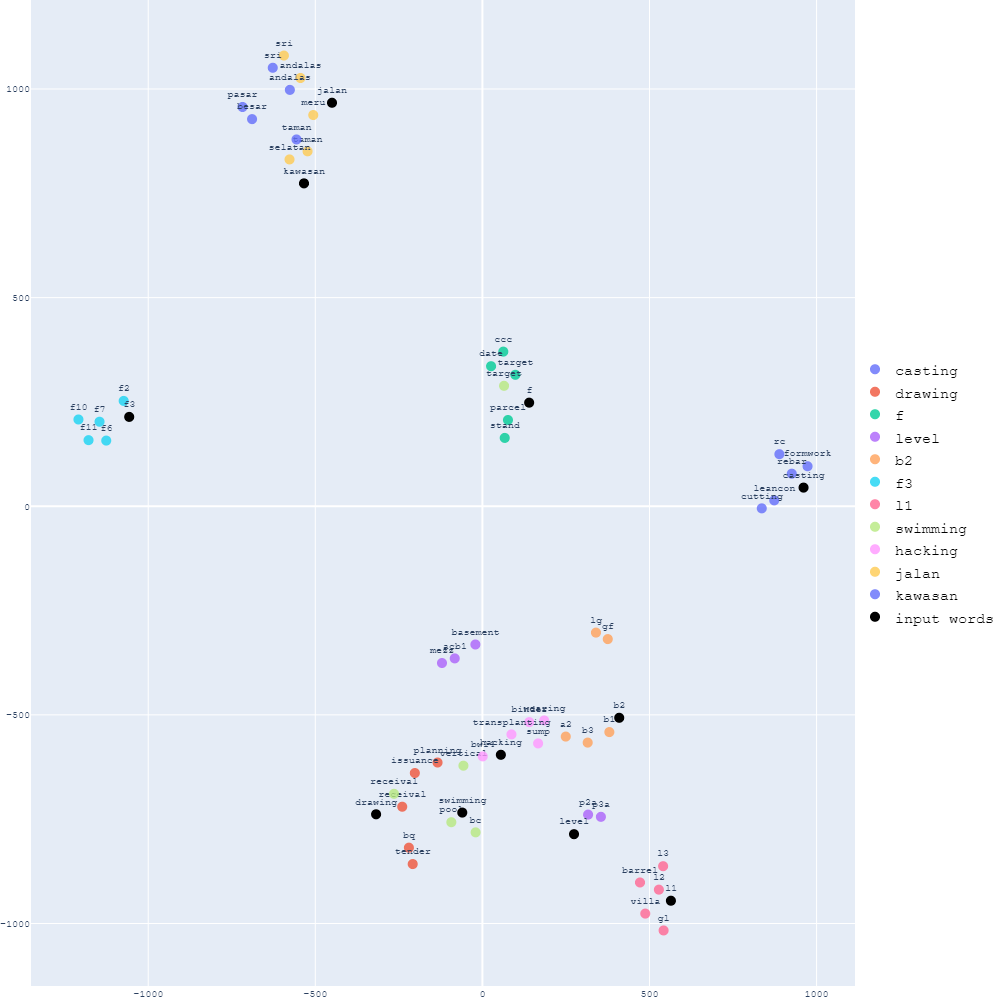 sri
sri
andalas
andalas
jalan
1000
pasar
besar
meru
taman
taman
selatan
kawasan
500
ccc
date
target
target
f
parcel
stand
f2
f10
f7
f3
f11
f6
rc
formwork
rebar
casting
leancon
cutting
0
lg
gf
basement
mezz
b2
-500
transplanting
a2
b3
b1
sump
hacking
planning
vertical
issuance
receival
receival
drawing
swimming
pool
bc
p2a
p3a
level
bq
tender
l3
barrel
l2
l1
villa
g1
-1000
-1000
-500
0
500
1000
casting
drawing
f
level
b2
f3
l1
swimming
hacking
jalan
kawasan
input words